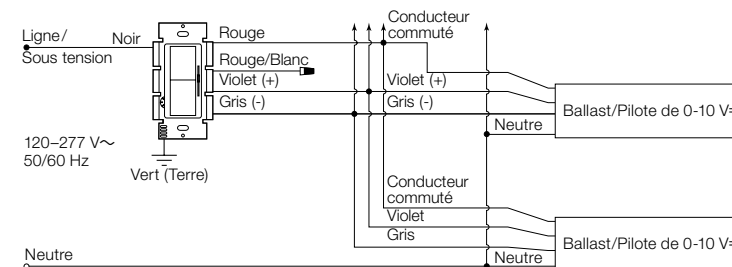 Ligne/
Sous tension
Noir
Rouge
Rouge/Blanc
Violet (+)
Gris (-)
120–277 V~
50/60 Hz
Vert (Terre)
Conducteur
commuté
Violet (+)
Gris (-)
Neutre
Ballast/Pilote de 0-10 V=
Conducteur
commuté
Violet
Gris
Neutre
Ballast/Pilote de 0-10 V=
Neutre